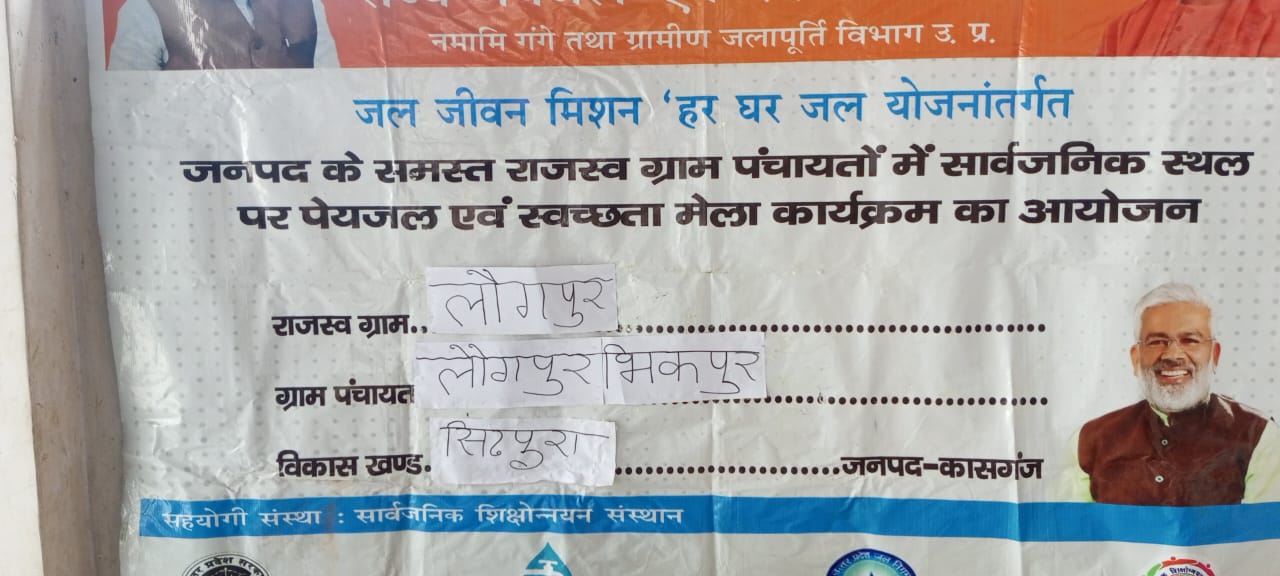 नमामि गंगे तथा ग्रामीण जलापूर्ति विभाग उ. प्र.
जल जीवन मिशन ‘हर घर जल योजनांतर्गत
जनपद के समस्त राजस्व ग्राम पंचायतों में सार्वजनिक स्थल
पर पेयजल एवं स्वच्छता मेला कार्यक्रम का आयोजन
राजस्व ग्राम.. लौगपुर
ग्राम पंचायत लौगपुर भिकपुर
विकास खण्ड. सिढपुरा जनपद-कासगंज
सहयोगी संस्था : सार्वजनिक शिक्षोन्नयन संस्थान